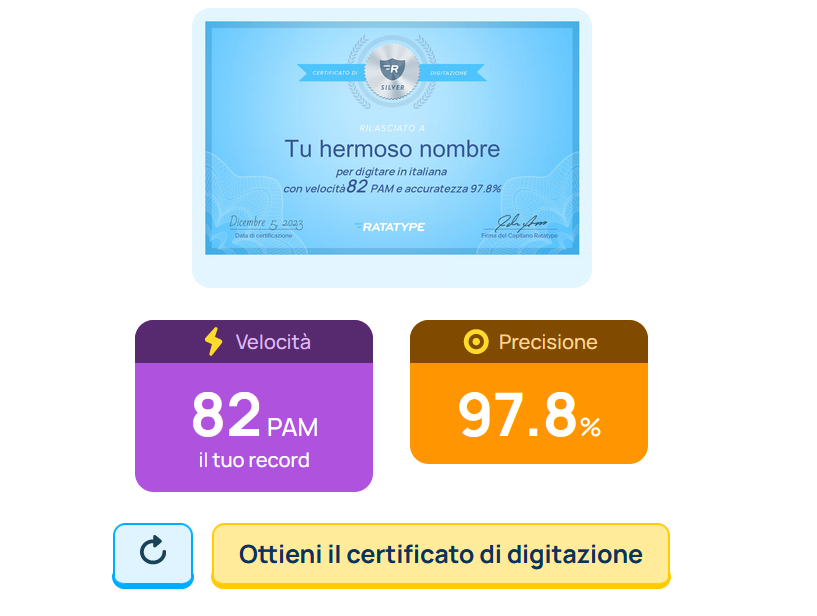 CERTIFICATO DI
DIGITAZIONE
R
SILVER
RILASCIATO A
Tu hermoso nombre
per digitare in italiana
con velocità 82 PAM e accuratezza 97.8%
Dicembre 5, 2023
Data di certificazione
RATATYPE
Firma del Capitano Ratatype
Velocità
82 PAM
il tuo record
Precisione
97.8%
Ottieni il certificato di digitazione